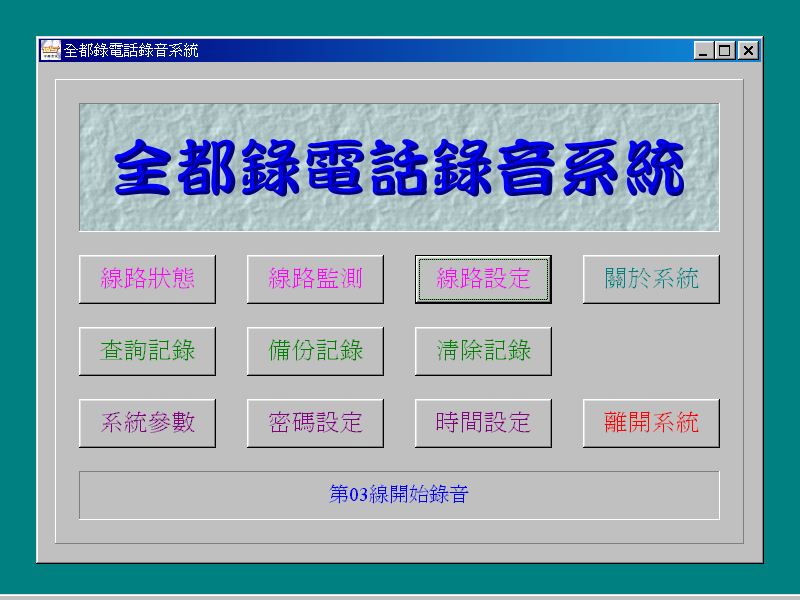 全都錄電話錄音系統
全都錄電話錄音系統
線路狀態 線路監測 線路設定 關於系統
查詢記錄 備份記錄 清除記錄
系統參數 密碼設定 時間設定 離開系統
第03線開始錄音